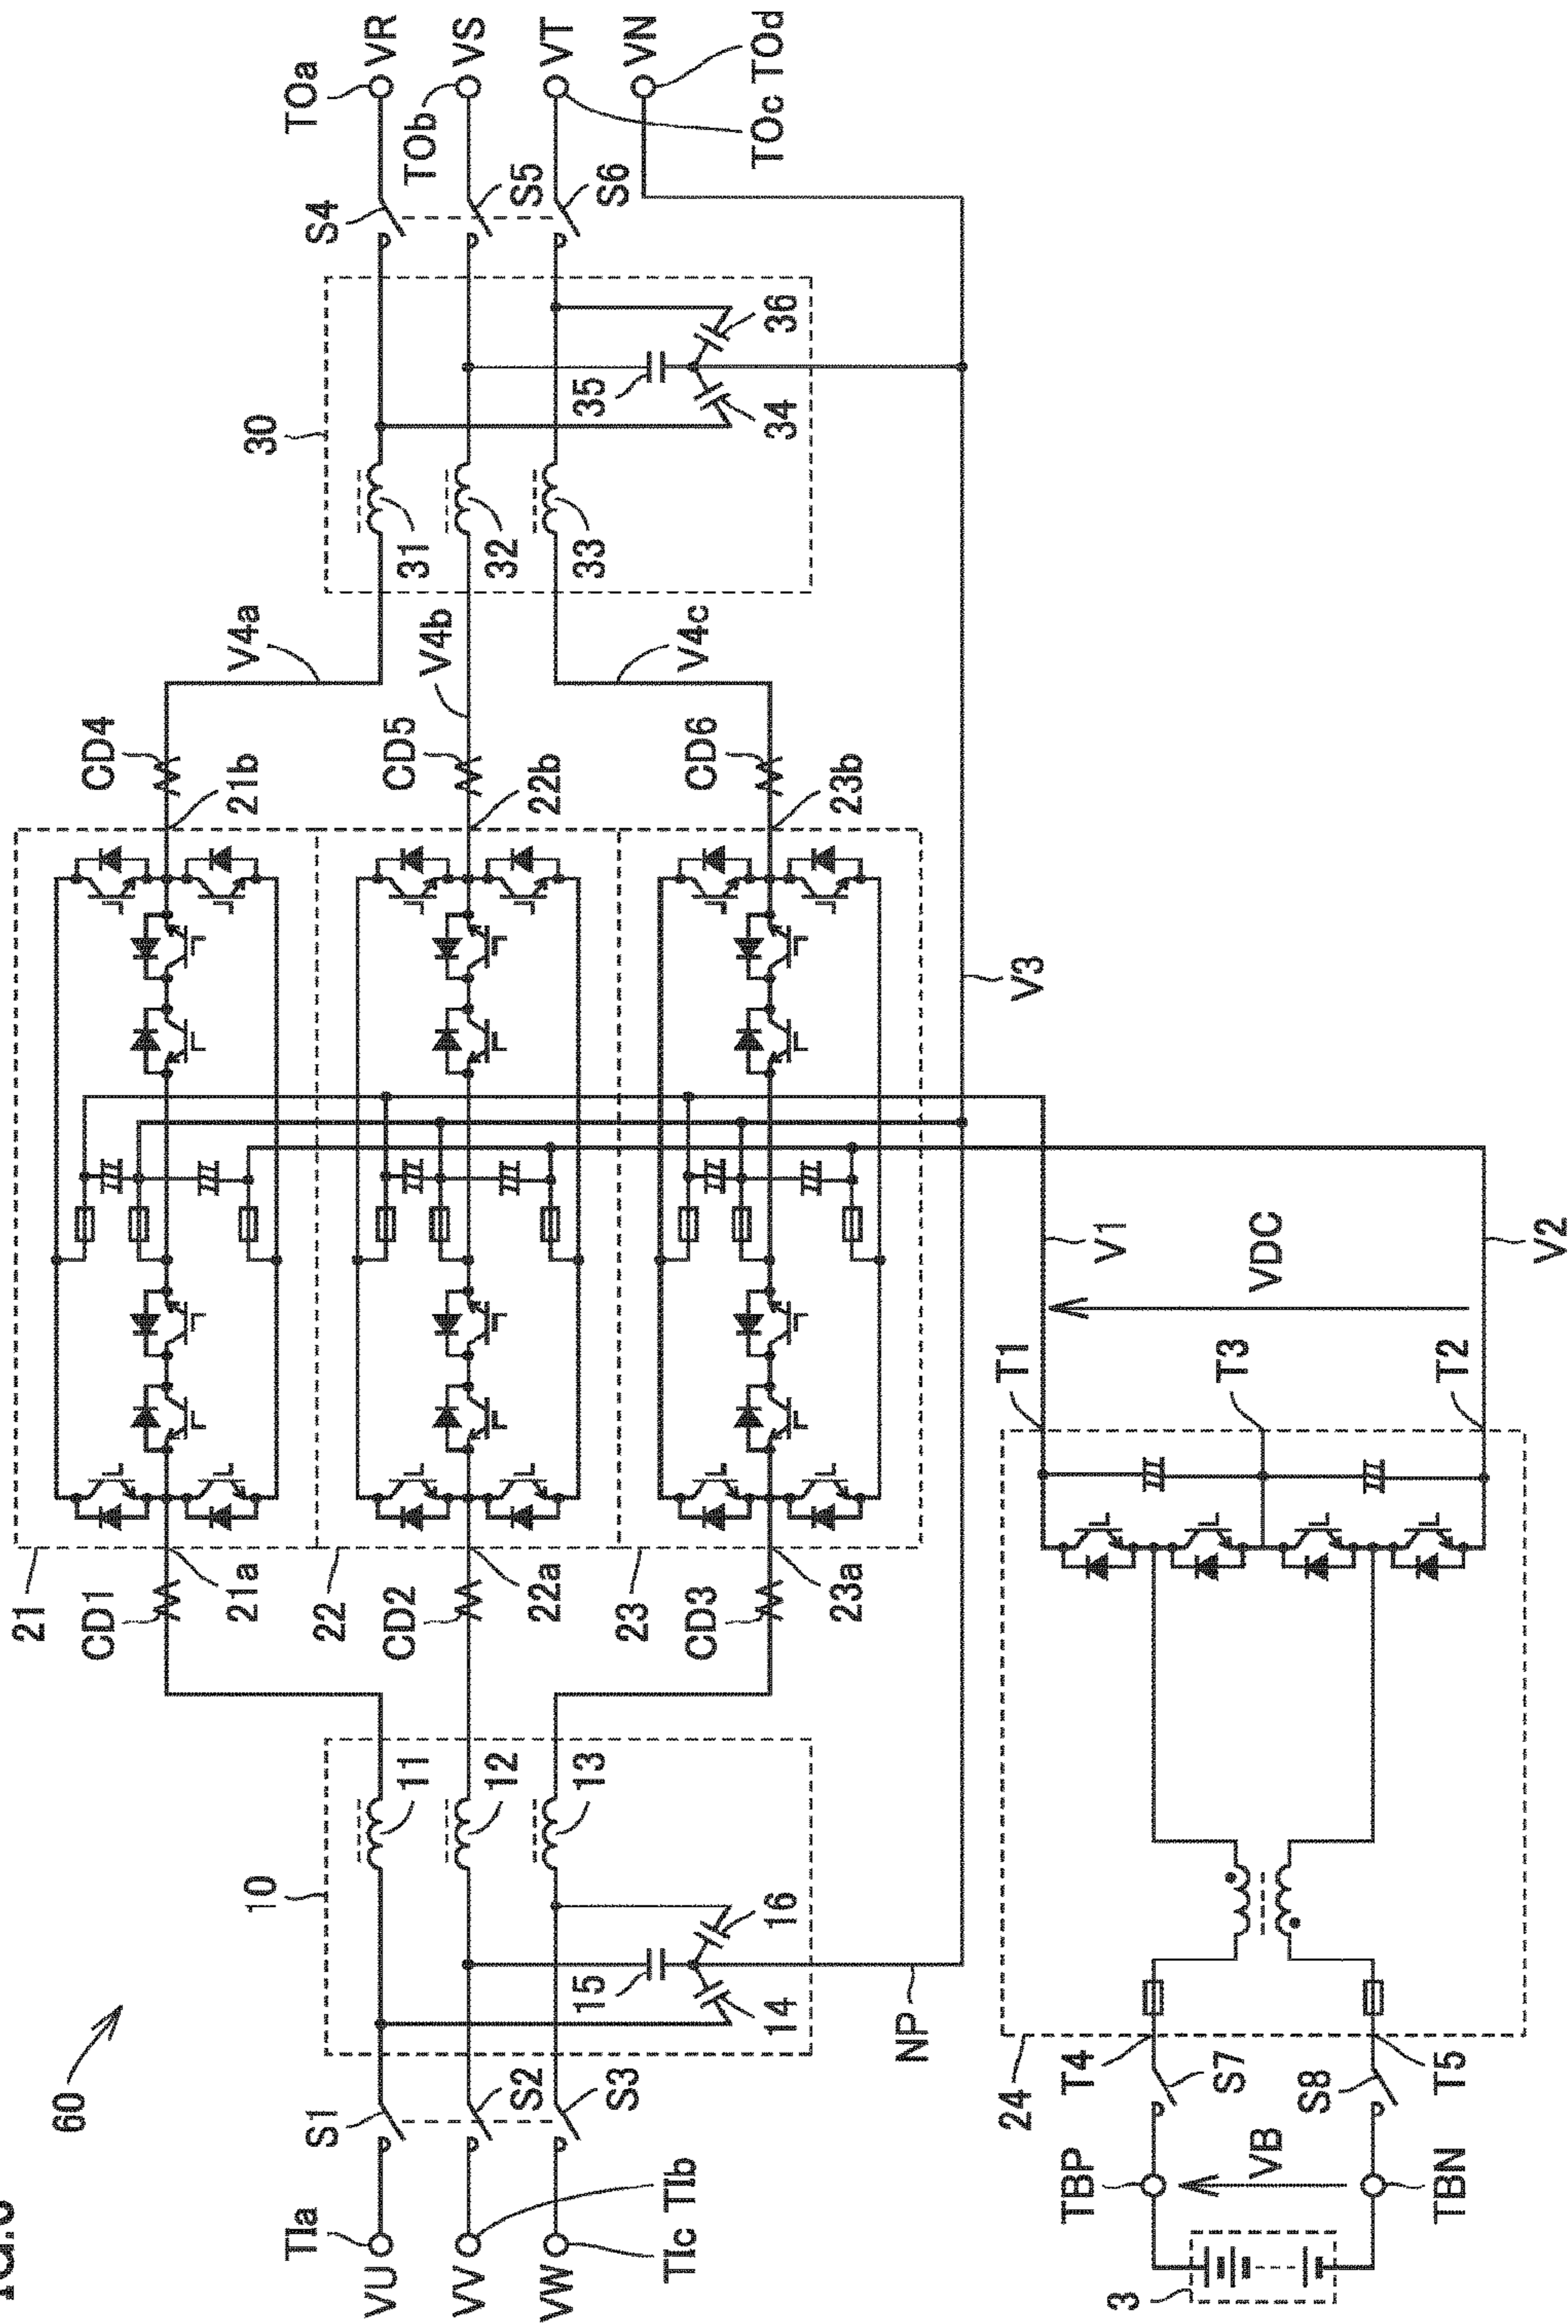 60
TIa
VU
VV
VW
TIc TIb
S1
S2
S3
10
11
12
13
14
15
16
NP
21
22
23
CD1
CD2
CD3
21a
22a
23a
21b
22b
23b
CD4
CD5
CD6
V4a
V4b
V4c
30
31
32
33
34
35
36
S4
S5
S6
TOa
TOb
VR
VS
VT
VN
TOc TOd
V3
V1
VDC
V2
T1
T3
T2
24
T4
T5
S7
S8
TBP
VB
TBN
3